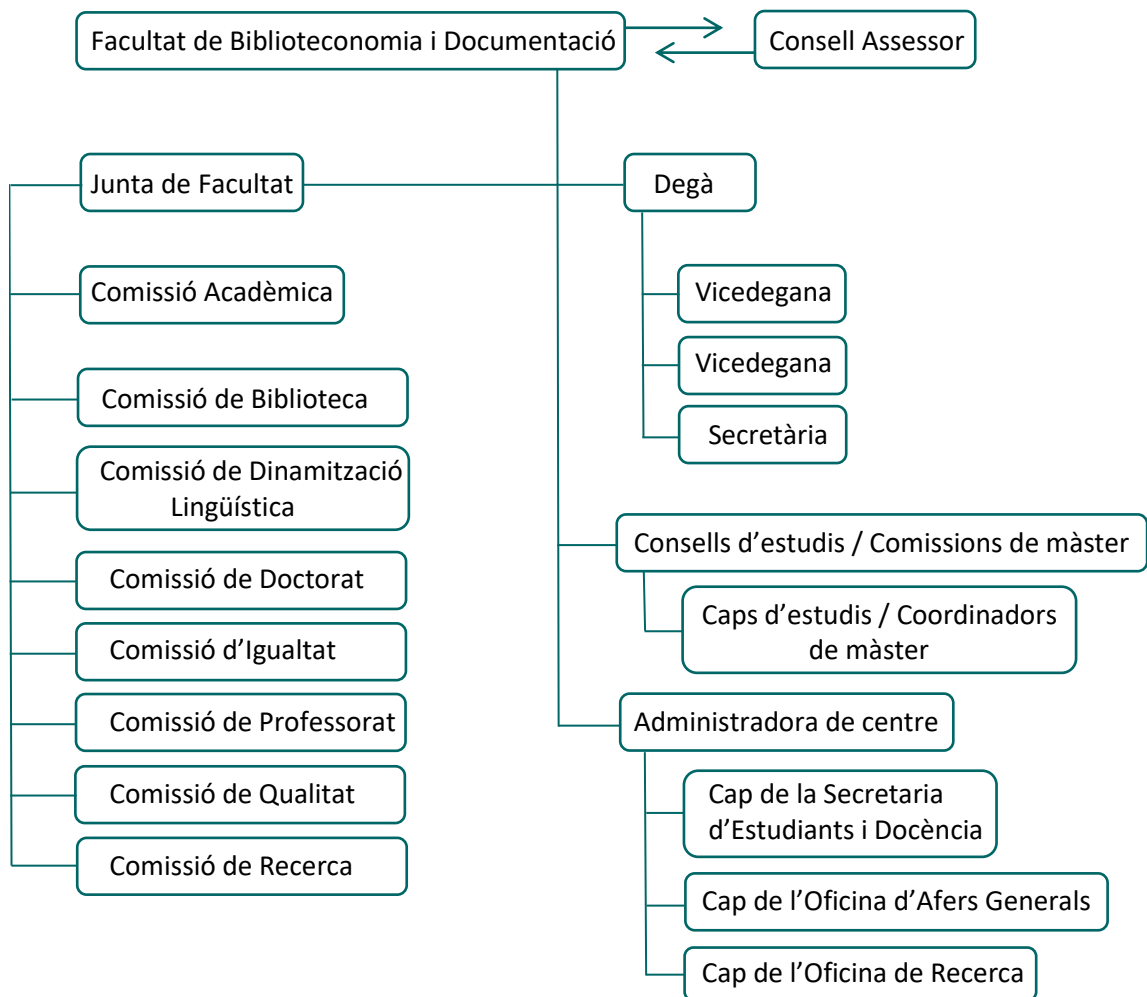 Facultat de Biblioteconomia i Documentació
Consell Assessor
Junta de Facultat
Degà
Comissió Acadèmica
Comissió de Biblioteca
Comissió de Dinamització
Lingüística
Comissió de Doctorat
Comissió d’Igualtat
Comissió de Professorat
Comissió de Qualitat
Comissió de Recerca
Vicedegana
Vicedegana
Secretària
Consells d’estudis / Comissions de màster
Caps d’estudis / Coordinadors
de màster
Administradora de centre
Cap de la Secretaria
d’Estudiants i Docència
Cap de l’Oficina d’Afers Generals
Cap de l’Oficina de Recerca